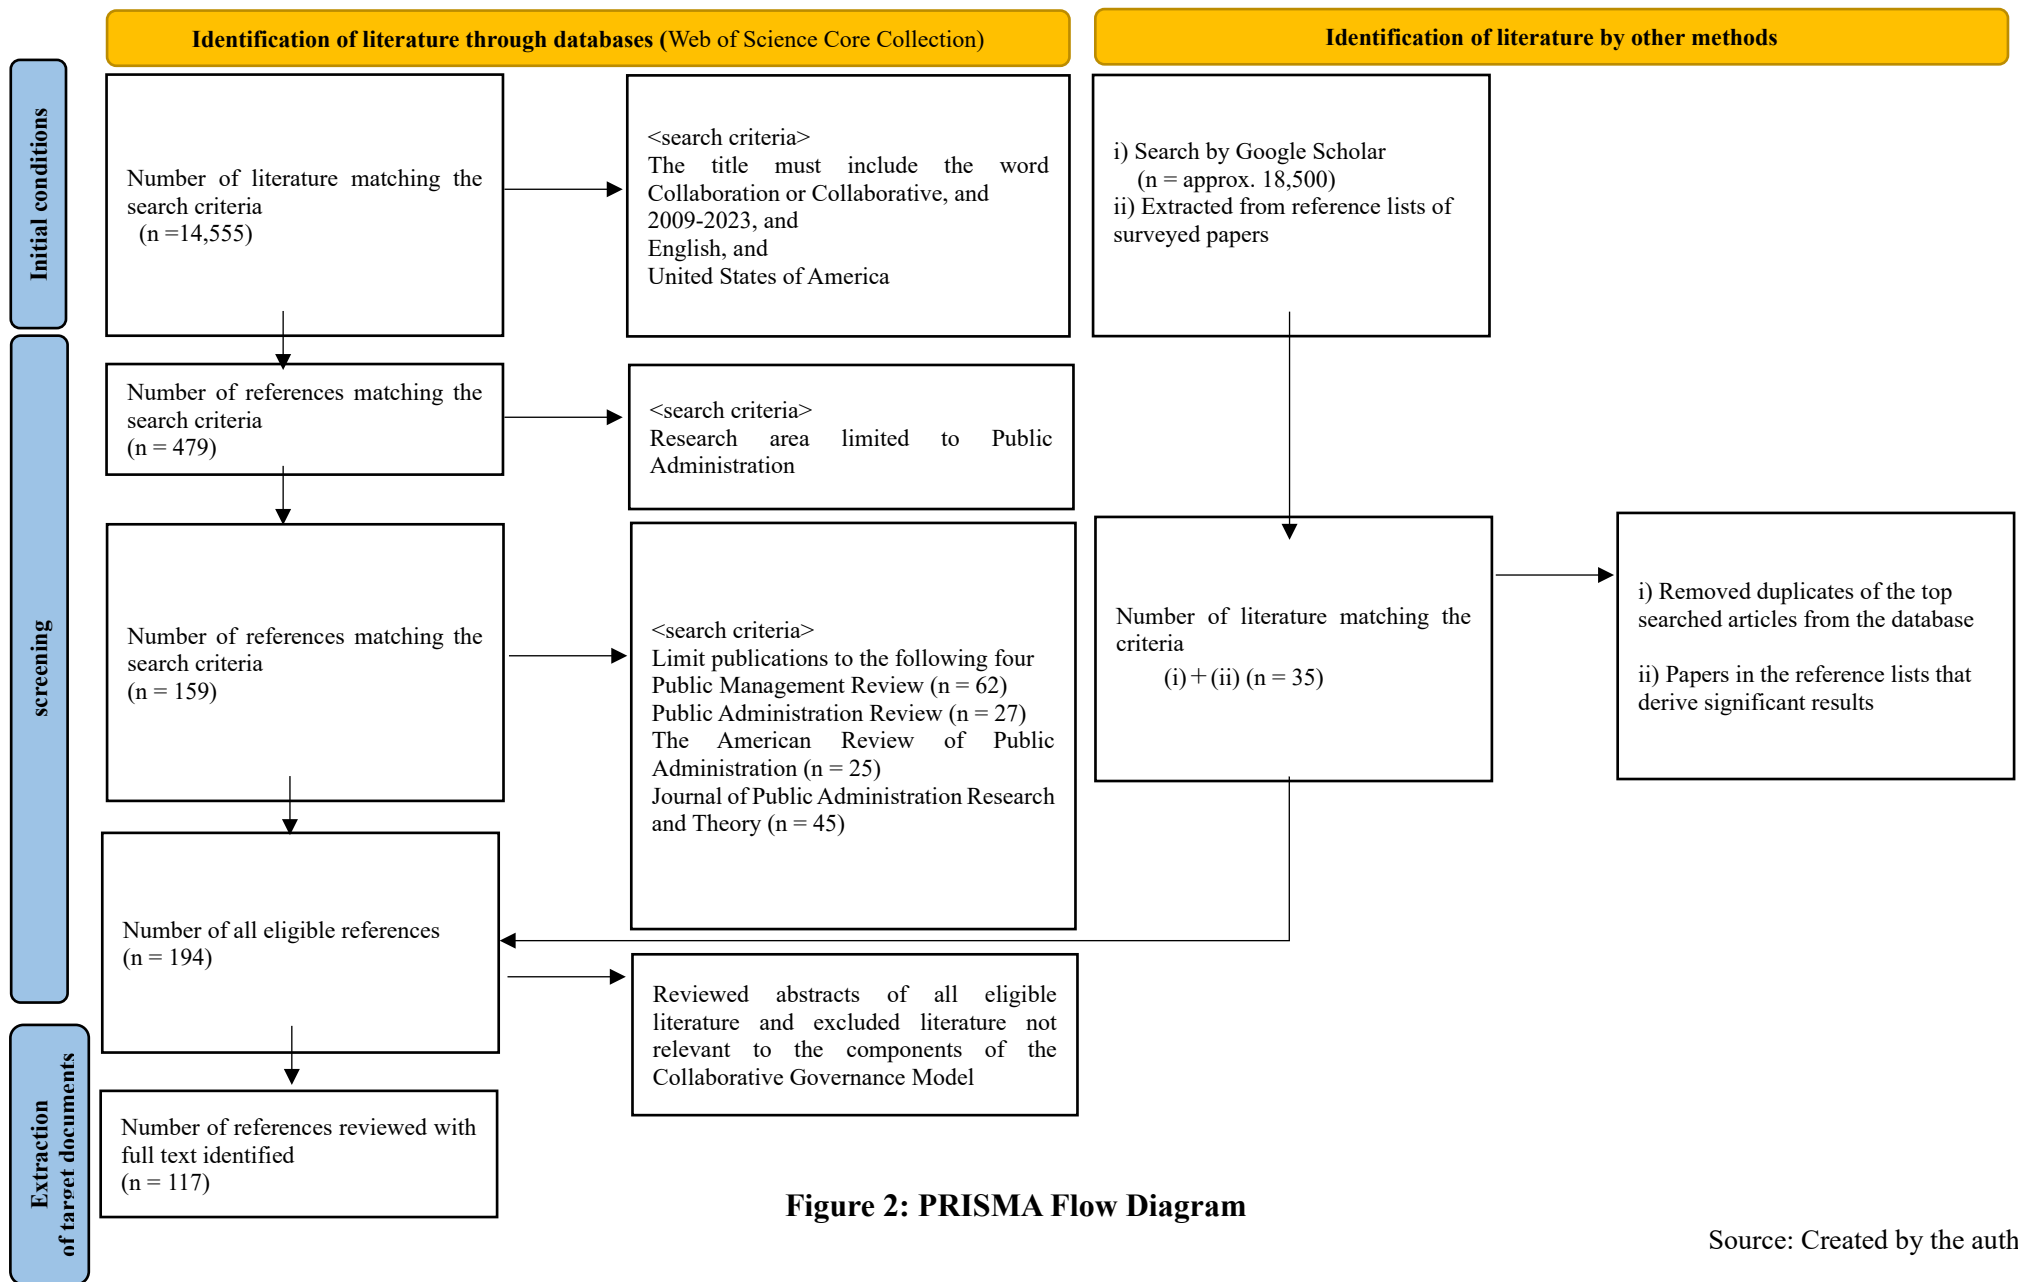 Identification of literature through databases (Web of Science Core Collection)
Identification of literature by other methods
Initial conditions
Number of literature matching the
search criteria
(n =14,555)
<search criteria>
The title must include the word
Collaboration or Collaborative, and
2009-2023, and
English, and
United States of America
i) Search by Google Scholar
(n = approx. 18,500)
ii) Extracted from reference lists of
surveyed papers
screening
Number of references matching the
search criteria
(n = 479)
<search criteria>
Research area limited to Public
Administration
Number of references matching the
search criteria
(n = 159)
<search criteria>
Limit publications to the following four
Public Management Review (n = 62)
Public Administration Review (n = 27)
The American Review of Public
Administration (n = 25)
Journal of Public Administration Research
and Theory (n = 45)
Number of literature matching the
criteria
(i)+(ii) (n = 35)
i) Removed duplicates of the top
searched articles from the database
ii) Papers in the reference lists that
derive significant results
Number of all eligible references
(n = 194)
Reviewed abstracts of all eligible
literature and excluded literature not
relevant to the components of the
Collaborative Governance Model
Extraction
of target documents
Number of references reviewed with
full text identified
(n = 117)
Figure 2: PRISMA Flow Diagram
Source: Created by the auth